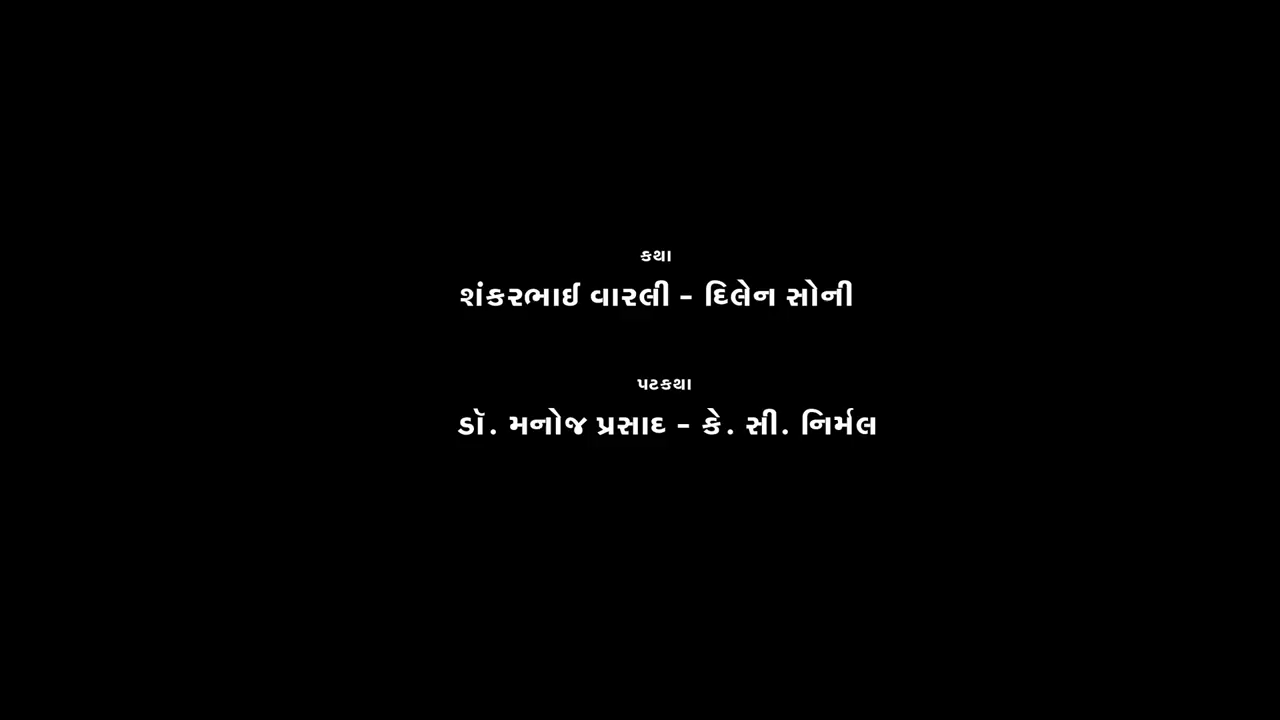 કથા
શંકરભાઈ વારલી - દિલેન સોની
પટકથા
ડૉ. મનોજ પ્રસાદ - કે. સી. નિર્મલ